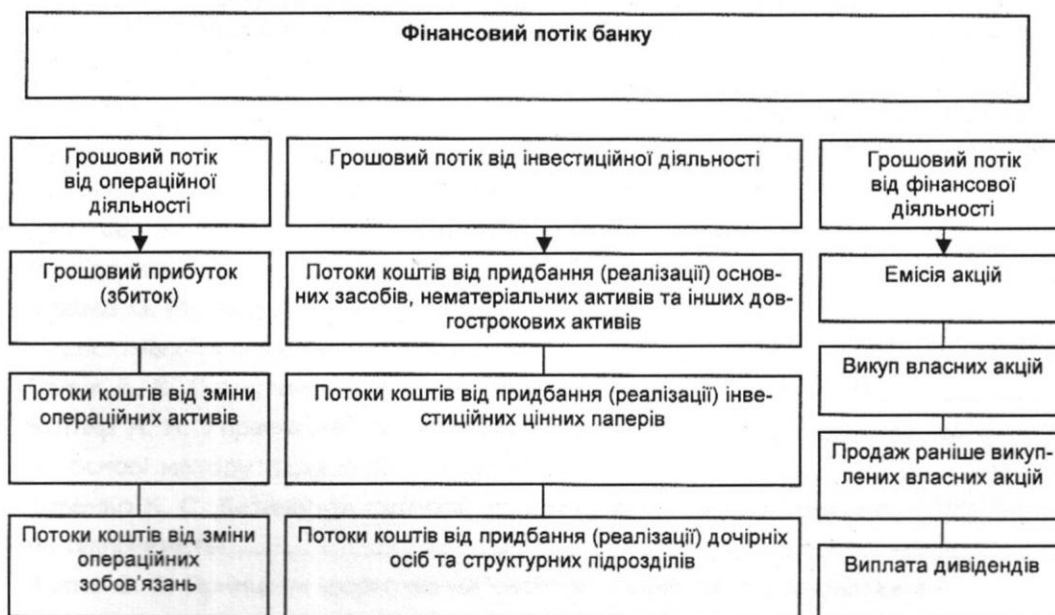 Фінансовий потік банку
Грошовий потік
від операційної
діяльності
Грошовий потік від інвестиційної діяльності
Грошовий потік
від фінансової
діяльності
Грошовий прибуток
(збиток)
Потоки коштів від придбання (реалізації) основ-
них засобів, нематеріальних активів та інших дов-
гострокових активів
Емісія акцій
Викуп власних акцій
Потоки коштів від зміни
операційних активів
Потоки коштів від придбання (реалізації) інве-
стиційних цінних паперів
Продаж раніше викуп-
лених власних акцій
Потоки коштів від зміни
операційних
зобов'язань
Потоки коштів від придбання (реалізації) дочірніх
осіб та структурних підрозділів
Виплата дивідендів